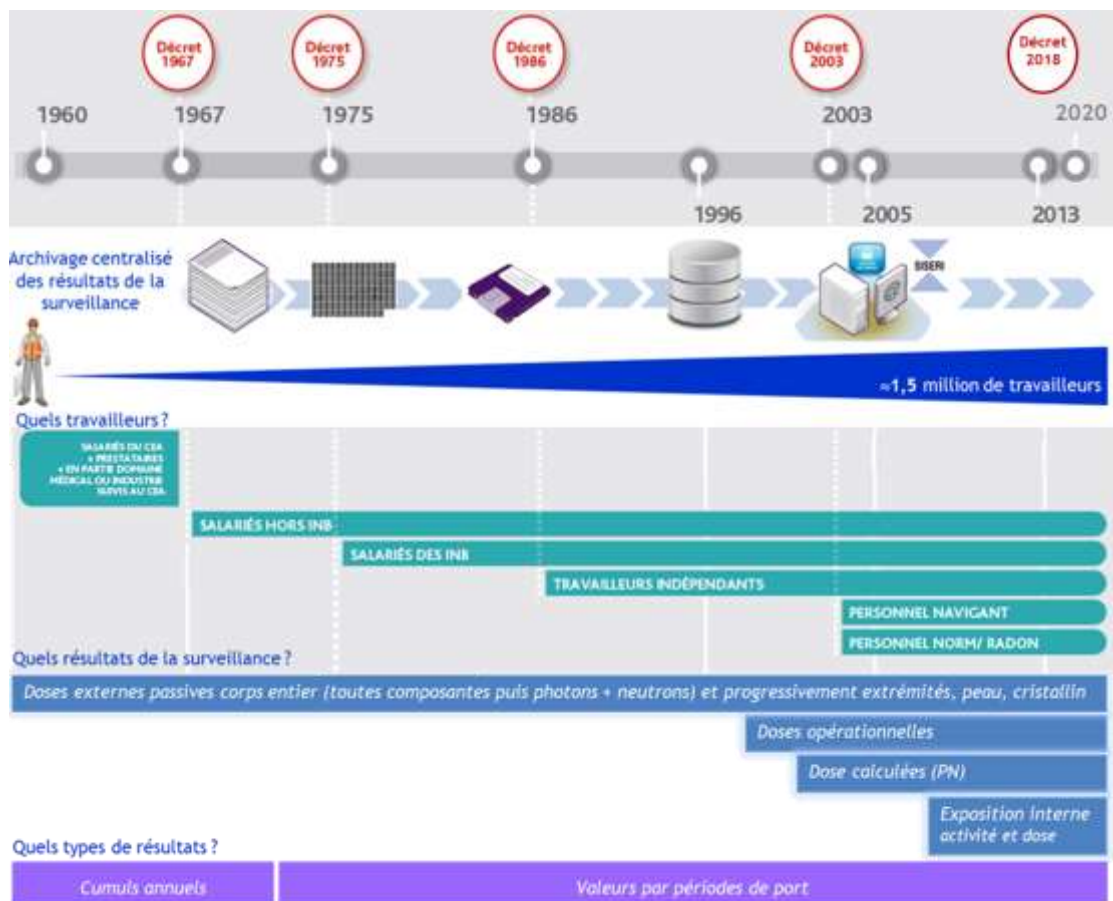 Décret
1967
Décret
1975
Décret
1986
Décret
2003
Décret
2018
1960
1967
1975
1986
2003
2020
1996
2005
2013
Archivage centralisé
des résultats de la
surveillance
SISERI
≈1,5 million de travailleurs
Quels travailleurs ?
SALARIÉS DU CEA
+ PRESTATAIRES
+ EN PARTIE DOMAINE
MÉDICAL OU INDUSTRIE
SUIVIS AU CEA
SALARIÉS HORS INB
SALARIÉS DES INB
TRAVAILLEURS INDÉPENDANTS
PERSONNEL NAVIGANT
PERSONNEL NORM/ RADON
Quels résultats de la surveillance ?
Doses externes passives corps entier (toutes composantes puis photons + neutrons) et progressivement extrémités, peau, cristallin
Doses opérationnelles
Dose calculées (PN)
Exposition interne
activité et dose
Quels types de résultats ?
Cumuls annuels
Valeurs par périodes de port